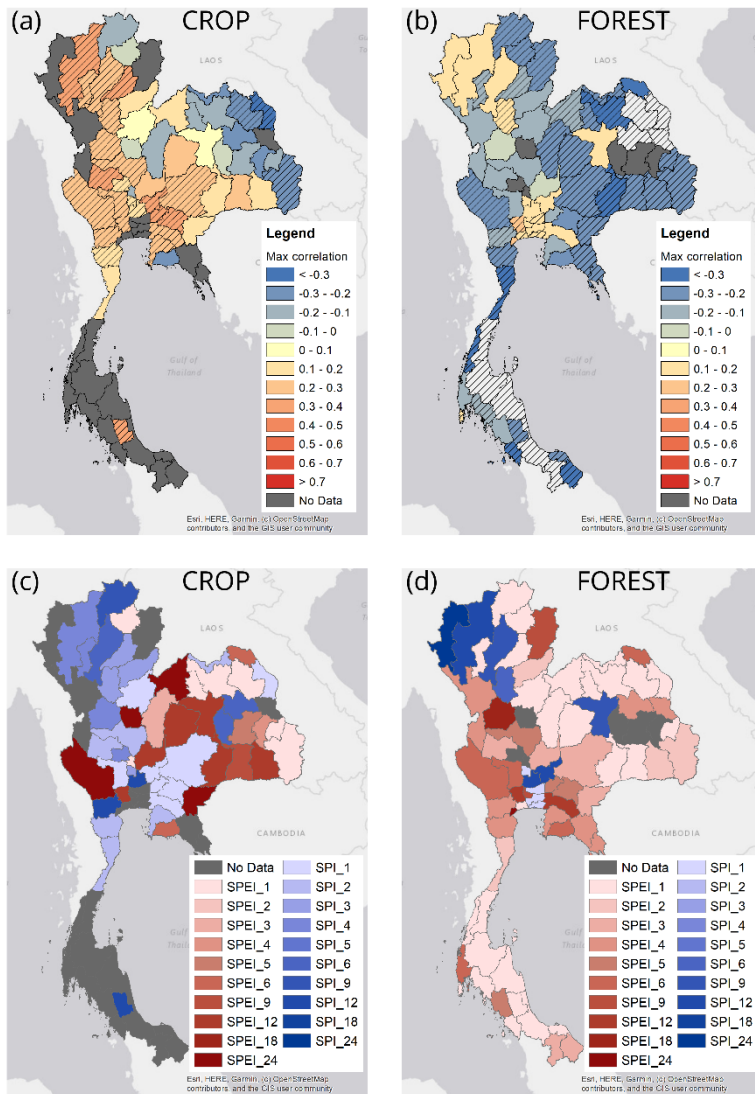 (a) CROP
LAOS
Gulf of
Thailand
Legend
Max correlation
< -0.3
-0.3 - -0.2
-0.2 - -0.1
-0.1 - 0
0 - 0.1
0.1 - 0.2
0.2 - 0.3
0.3 - 0.4
0.4 - 0.5
0.5 - 0.6
0.6 - 0.7
> 0.7
No Data
Esri, HERE, Garmin, (c) OpenStreetMap
contributors, and the GIS user community
(b) FOREST
Gulf of
Thailand
LAOS
Gulf of
Thailand
Legend
Max correlation
< -0.3
-0.3 - -0.2
-0.2 - -0.1
-0.1 - 0
0 - 0.1
0.1 - 0.2
0.2 - 0.3
0.3 - 0.4
0.4 - 0.5
0.5 - 0.6
0.6 - 0.7
> 0.7
No Data
Esri, HERE, Garmin, (c) OpenStreetMap
contributors, and the GIS user community
(c) CROP
LAOS
CAMBODIA
Gulf of
No Data SPI_1
SPEI_1 SPI_2
SPEI_2 SPI_3
SPEI_3 SPI_4
SPEI_4 SPI_5
SPEI_5 SPI_6
SPEI_6 SPI_9
SPEI_9 SPI_12
SPEI_12 SPI_18
SPEI_18 SPI_24
SPEI_24
Esri, HERE, Garmin, (c) OpenStreetMap
contributors, and the GIS user community
(d) FOREST
LAOS
CAMBODIA
Gulf of
No Data SPI_1
SPEI_1 SPI_2
SPEI_2 SPI_3
SPEI_3 SPI_4
SPEI_4 SPI_5
SPEI_5 SPI_6
SPEI_6 SPI_9
SPEI_9 SPI_12
SPEI_12 SPI_18
SPEI_18 SPI_24
SPEI_24
Esri, HERE, Garmin, (c) OpenStreetMap
contributors, and the GIS user community